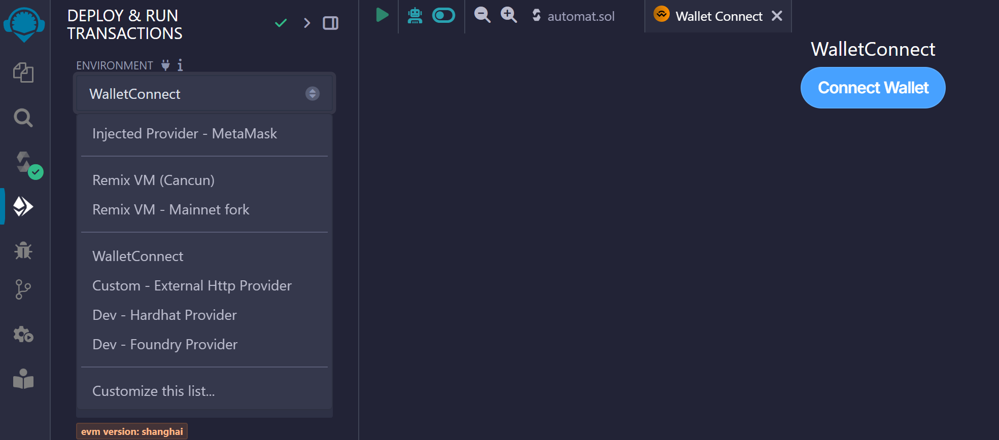 DEPLOY & RUN
TRANSACTIONS
ENVIRONMENT
WalletConnect
Injected Provider - MetaMask
Remix VM (Cancun)
Remix VM - Mainnet fork
WalletConnect
Custom - External Http Provider
Dev - Hardhat Provider
Dev - Foundry Provider
Customize this list...
evm version: shanghai
automat.sol
Wallet Connect
WalletConnect
Connect Wallet